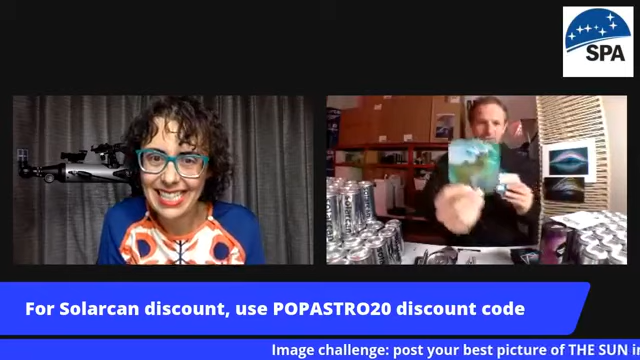 SPA
For Solarcan discount, use POPASTRO20 discount code
Image challenge: post your best picture of THE SUN i